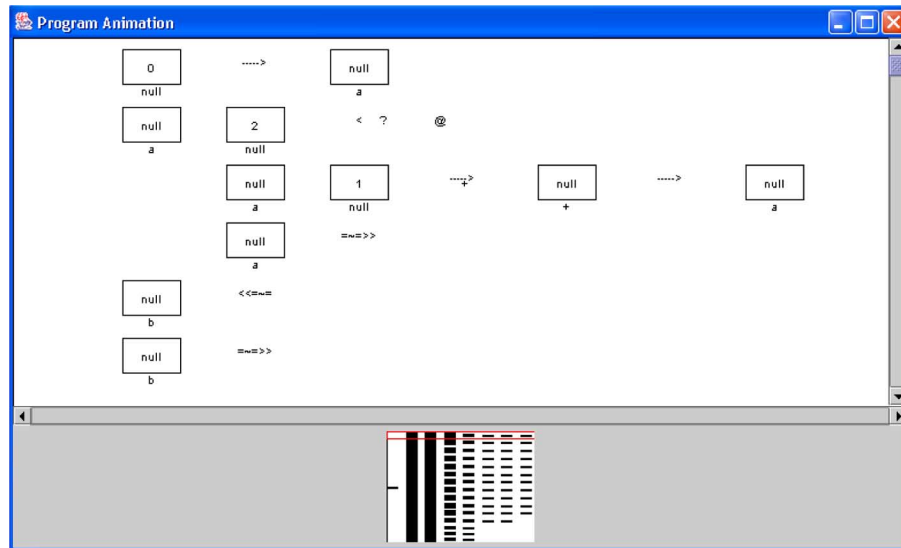 Program Animation
0 -----> null
null a
null 2 < ? @
a null
null 1 -----> null -----> null
+
a null + a
null =~=>>
a
null <<=~=
b
null =~=>>
b